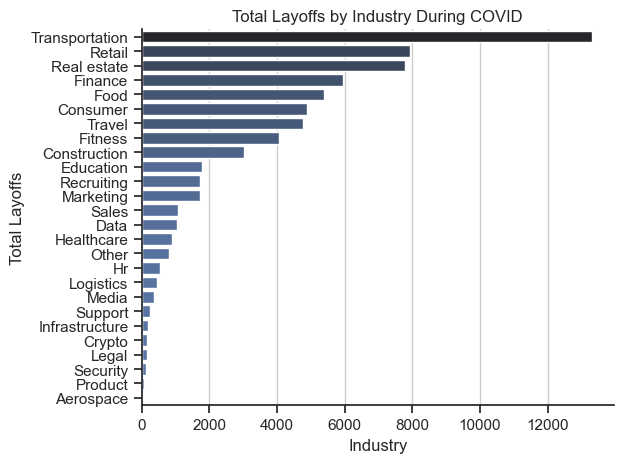 Total Layoffs by Industry During COVID
Total Layoffs
Transportation
Retail
Real estate
Finance
Food
Consumer
Travel
Fitness
Construction
Education
Recruiting
Marketing
Sales
Data
Healthcare
Other
Hr
Logistics
Media
Support
Infrastructure
Crypto
Legal
Security
Product
Aerospace
0 2000 4000 6000 8000 10000 12000
Industry